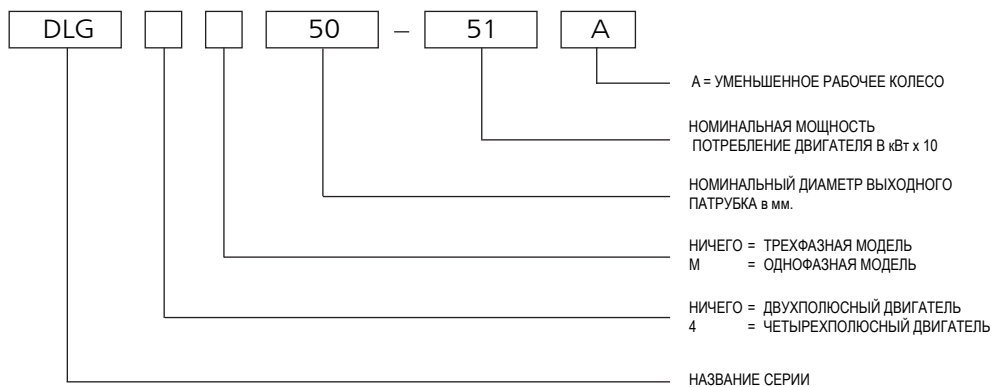 DLG 50 – 51 A
A = УМЕНЬШЕННОЕ РАБОЧЕЕ КОЛЕСО
НОМИНАЛЬНАЯ МОЩНОСТЬ
ПОТРЕБЛЕНИЕ ДВИГАТЕЛЯ В кВт x 10
НОМИНАЛЬНЫЙ ДИАМЕТР ВЫХОДНОГО
ПАТРУБКА в мм.
НИЧЕГО = ТРЕХФАЗНАЯ МОДЕЛЬ
М = ОДНОФАЗНАЯ МОДЕЛЬ
НИЧЕГО = ДВУХПОЛЮСНЫЙ ДВИГАТЕЛЬ
4 = ЧЕТЫРЕХПОЛЮСНЫЙ ДВИГАТЕЛЬ
НАЗВАНИЕ СЕРИИ